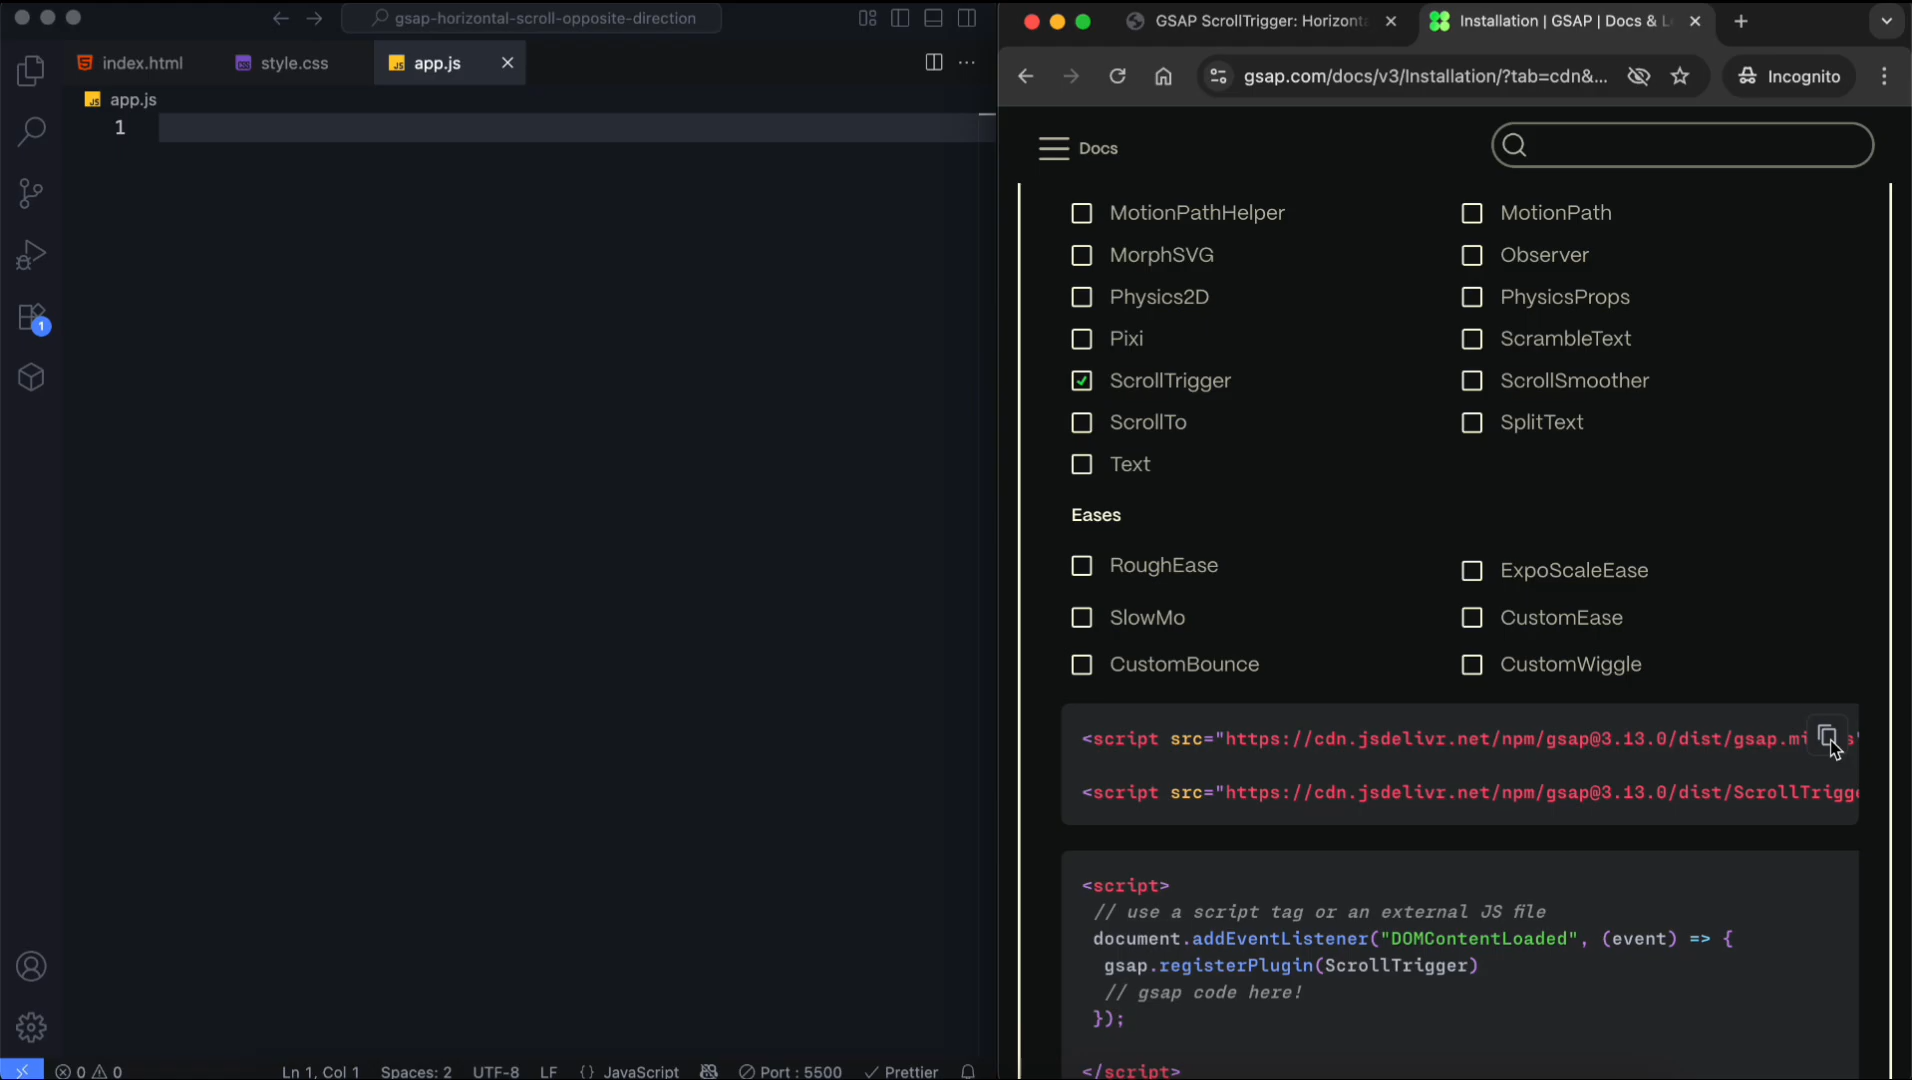 gsap-horizontal-scroll-opposite-direction
index.html
style.css
app.js
app.js
1
1
Ln 1, Col 1
Spaces: 2
UTF-8
LF
{} JavaScript
Port : 5500
Prettier
0 0
GSAP ScrollTrigger: Horizonta
Installation | GSAP | Docs & L
gsap.com/docs/v3/Installation/?tab=cdn&...
Incognito
Docs
MotionPathHelper
MotionPath
MorphSVG
Observer
Physics2D
PhysicsProps
Pixi
ScrambleText
ScrollTrigger
ScrollSmoother
ScrollTo
SplitText
Text
Eases
RoughEase
ExpoScaleEase
SlowMo
CustomEase
CustomBounce
CustomWiggle
<script src="https://cdn.jsdelivr.net/npm/gsap@3.13.0/dist/gsap.mi
<script src="https://cdn.jsdelivr.net/npm/gsap@3.13.0/dist/ScrollTrigge
<script>
// use a script tag or an external JS file
document.addEventListener("DOMContentLoaded", (event) => {
gsap.registerPlugin(ScrollTrigger)
// gsap code here!
});
</script>